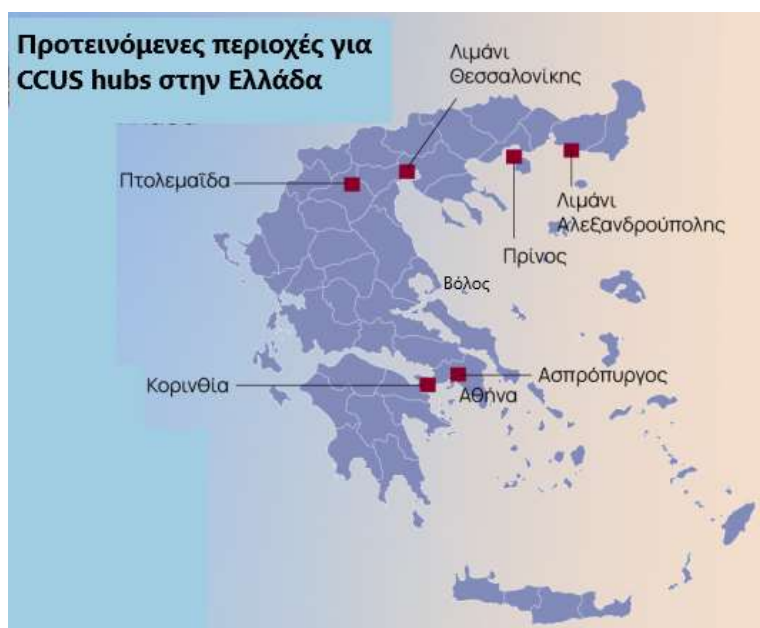 Προτεινόμενες περιοχές για
CCUS hubs στην Ελλάδα
Λιμάνι
Θεσσαλονίκης
Πτολεμαΐδα
Λιμάνι
Αλεξανδρούπολης
Πρίνος
Βόλος
Κορινθία
Ασπρόπυργος
Αθήνα